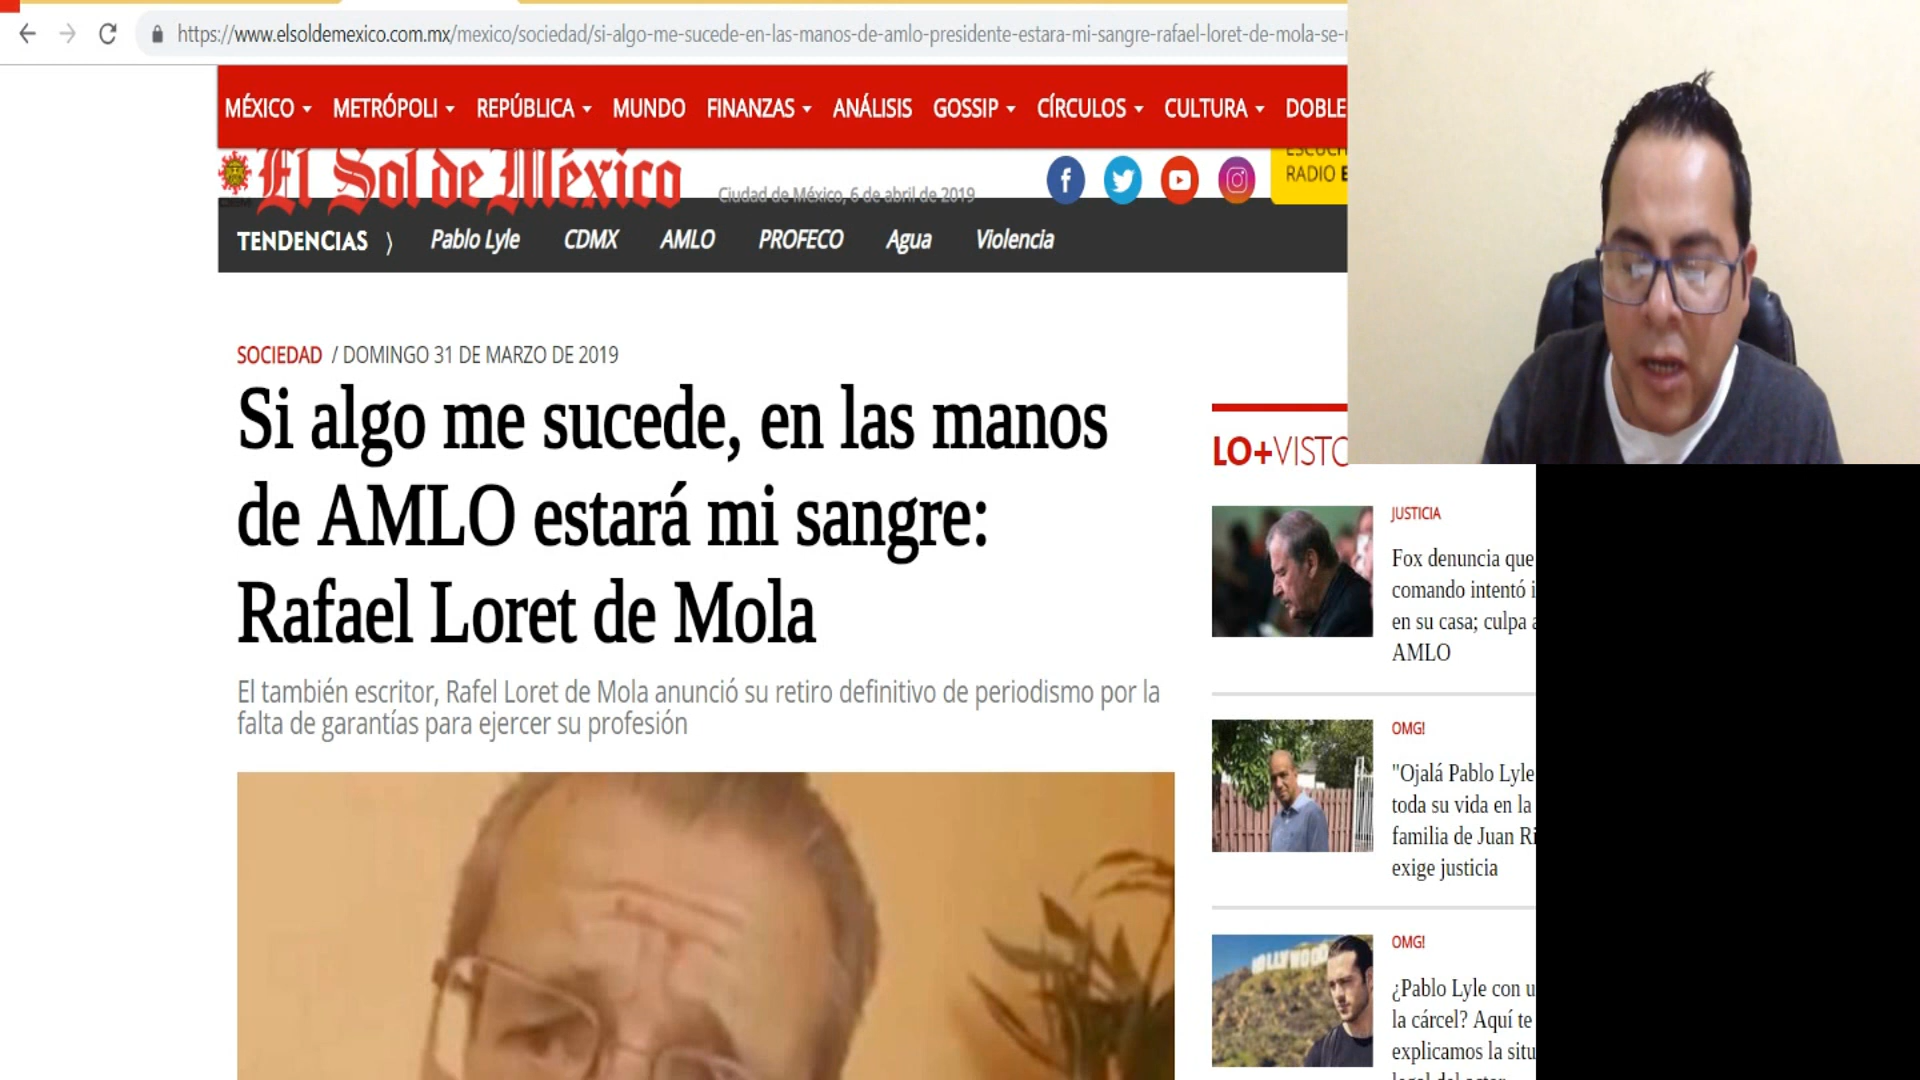 https://www.elsoldemexico.com.mx/mexico/sociedad/si-algo-me-sucede-en-las-manos-de-amlo-presidente-estara-mi-sangre-rafael-loret-de-mola-se-
MÉXICO METRÓPOLI REPÚBLICA MUNDO FINANZAS ANÁLISIS GOSSIP CÍRCULOS CULTURA DOBLE
El Sol de México
Ciudad de México, 6 de abril de 2019
RADIO
TENDENCIAS Pablo Lyle CDMX AMLO PROFECO Agua Violencia
SOCIEDAD / DOMINGO 31 DE MARZO DE 2019
Si algo me sucede, en las manos
de AMLO estará mi sangre:
Rafael Loret de Mola
El también escritor, Rafel Loret de Mola anunció su retiro definitivo de periodismo por la
falta de garantías para ejercer su profesión
LO+VISTO
JUSTICIA
Fox denuncia que
comando intentó
en su casa; culpa a
AMLO
OMG!
"Ojalá Pablo Lyle
toda su vida en la
familia de Juan Ri
exige justicia
HOLLYWOOD
OMG!
¿Pablo Lyle con u
la cárcel? Aquí te
explicamos la situ